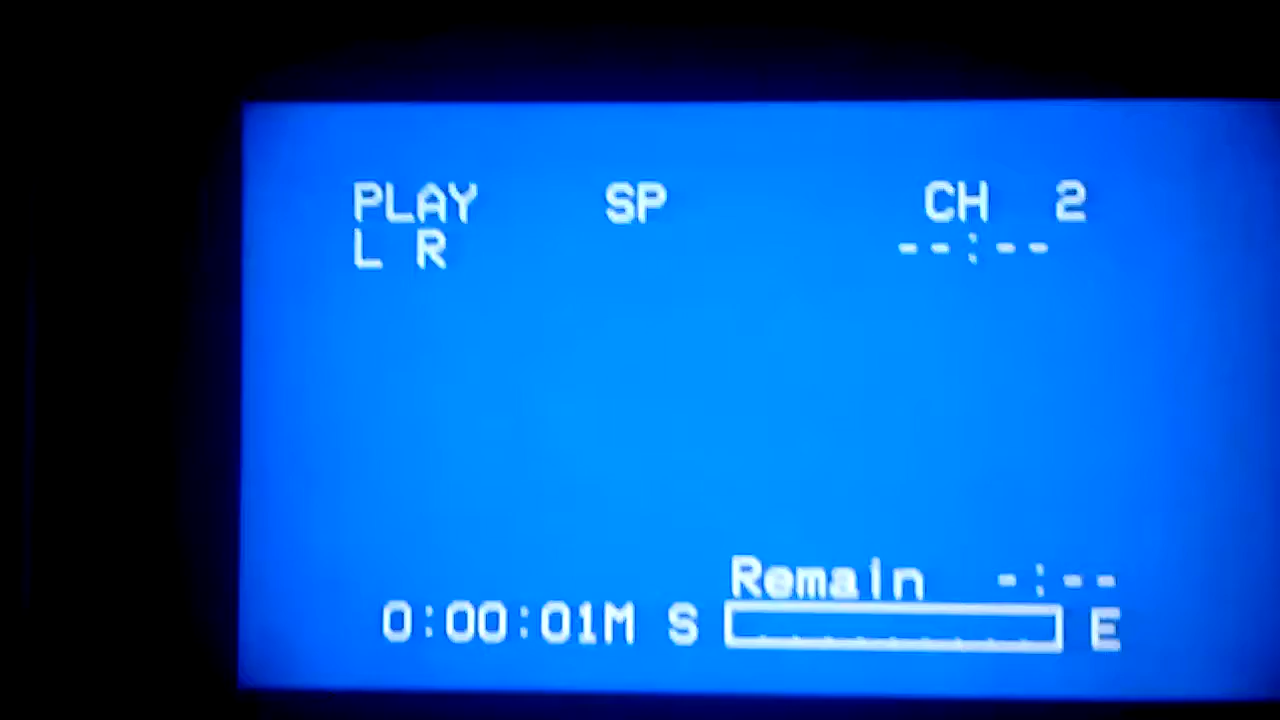 PLAY SP CH 2
L R --:--
Remain -:--
0:00:01M S E